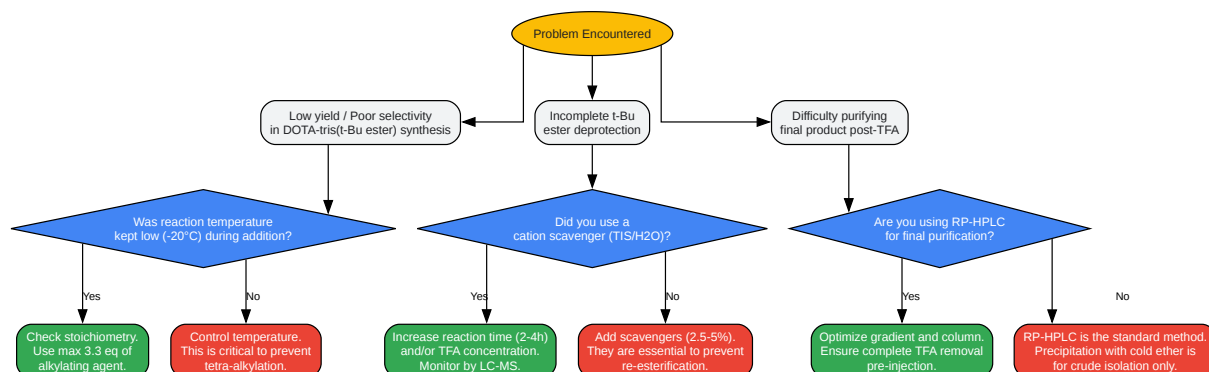 Problem Encountered
Low yield / Poor selectivity
in DOTA-tris(t-Bu ester) synthesis
Incomplete t-Bu
ester deprotection
Difficulty purifying
final product post-TFA
Was reaction temperature
kept low (-20°C) during addition?
Did you use a
cation scavenger (TIS/H2O)?
Are you using RP-HPLC
for final purification?
Yes
No
Yes
No
Yes
No
Check stoichiometry.
Use max 3.3 eq of
alkylating agent.
Control temperature.
This is critical to prevent
tetra-alkylation.
Increase reaction time (2-4h)
and/or TFA concentration.
Monitor by LC-MS.
Add scavengers (2.5-5%).
They are essential to prevent
re-esterification.
Optimize gradient and column.
Ensure complete TFA removal
pre-injection.
RP-HPLC is the standard method.
Precipitation with cold ether is
for crude isolation only.